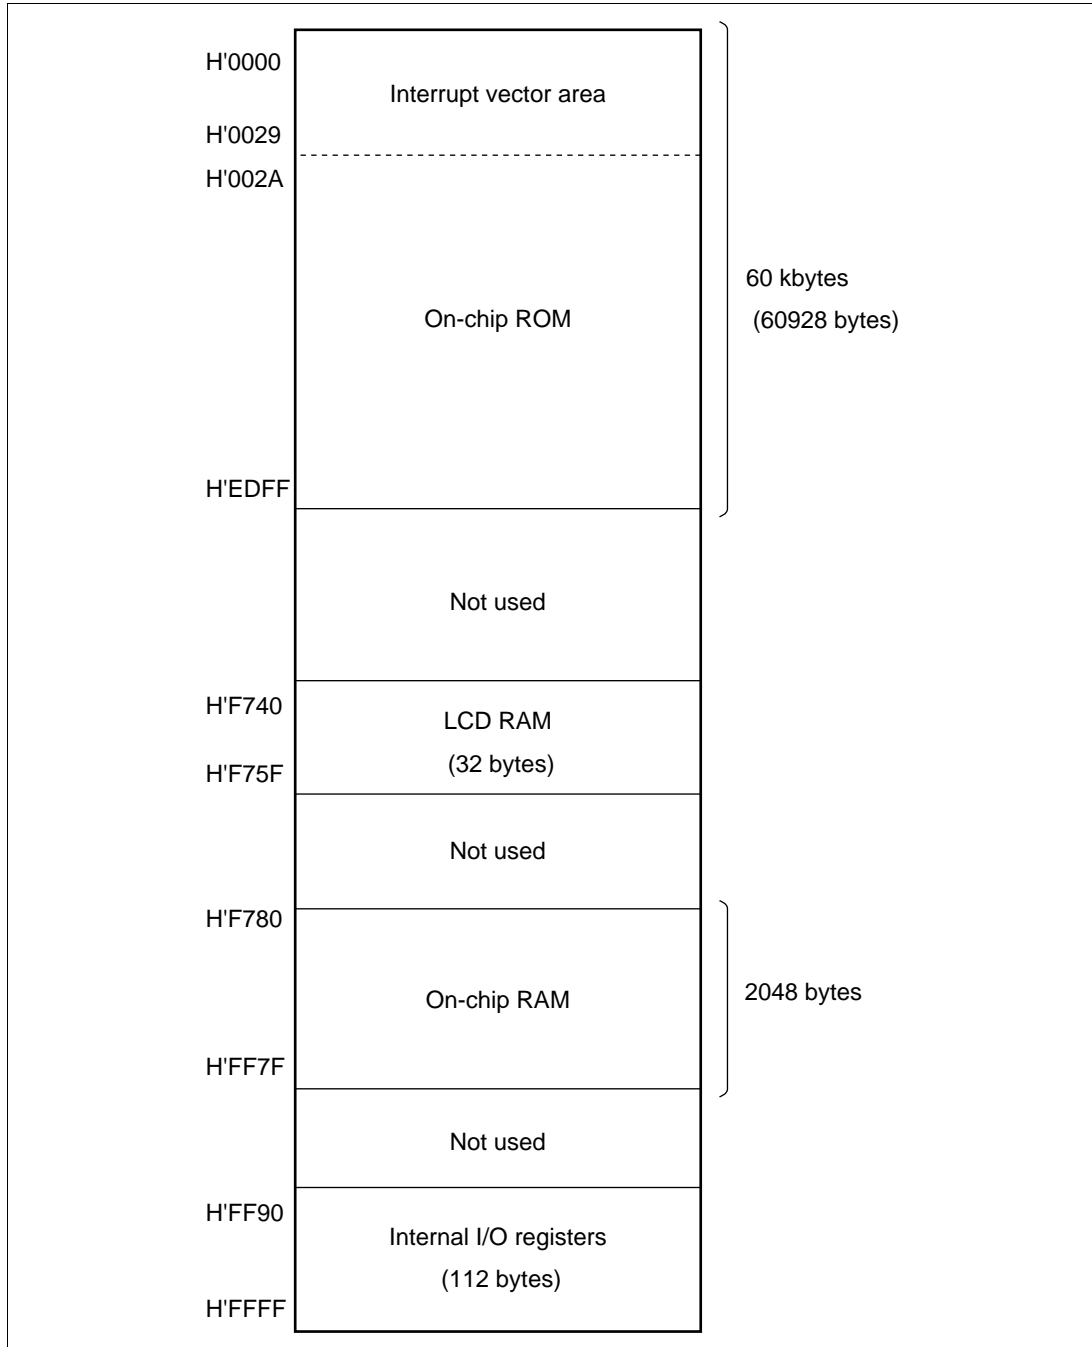 H'0000
Interrupt vector area
H'0029
H'002A
60 kbytes
On-chip ROM
(60928 bytes)
H'EDFF
Not used
H'F740
LCD RAM
(32 bytes)
H'F75F
Not used
H'F780
On-chip RAM
2048 bytes
H'FF7F
Not used
H'FF90
Internal I/O registers
(112 bytes)
H'FFFF